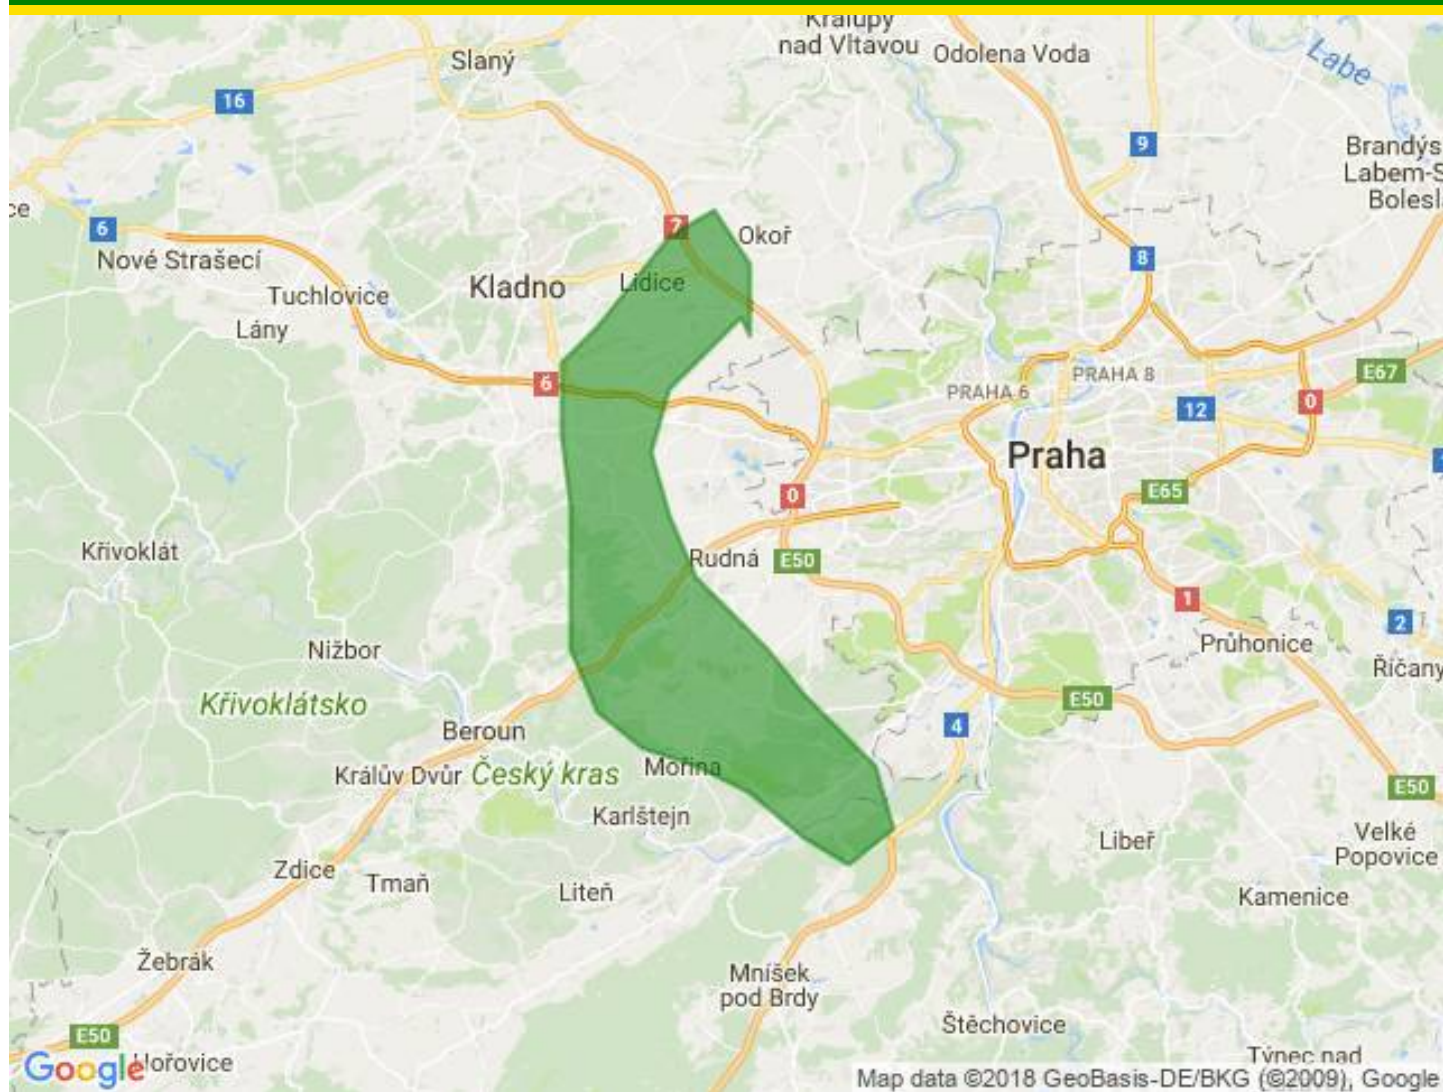 Kralupy
nad Vltavou
Odolena Voda
Labe
Slaný
16
9
Brandýs
Labem-S
Bolesl
ce
6
7
Okoř
8
Nové Strašecí
Kladno
Lidice
Tuchlovice
Lány
6
PRAHA 6
PRAHA 8
E67
0
12
Praha
0
E65
Křivoklát
Rudná
E50
1
2
Nižbor
Průhonice
Říčany
Křivoklátsko
E50
4
Beroun
Králův Dvůr
Český kras
Mořina
E50
Karlštejn
Libeř
Velké
Popovice
Zdice
Tmaň
Liteň
Kamenice
Žebrák
Mníšek
pod Brdy
E50
Štěchovice
Google
Hořovice
Týnec nad
Map data ©2018 GeoBasis-DE/BKG (©2009), Google